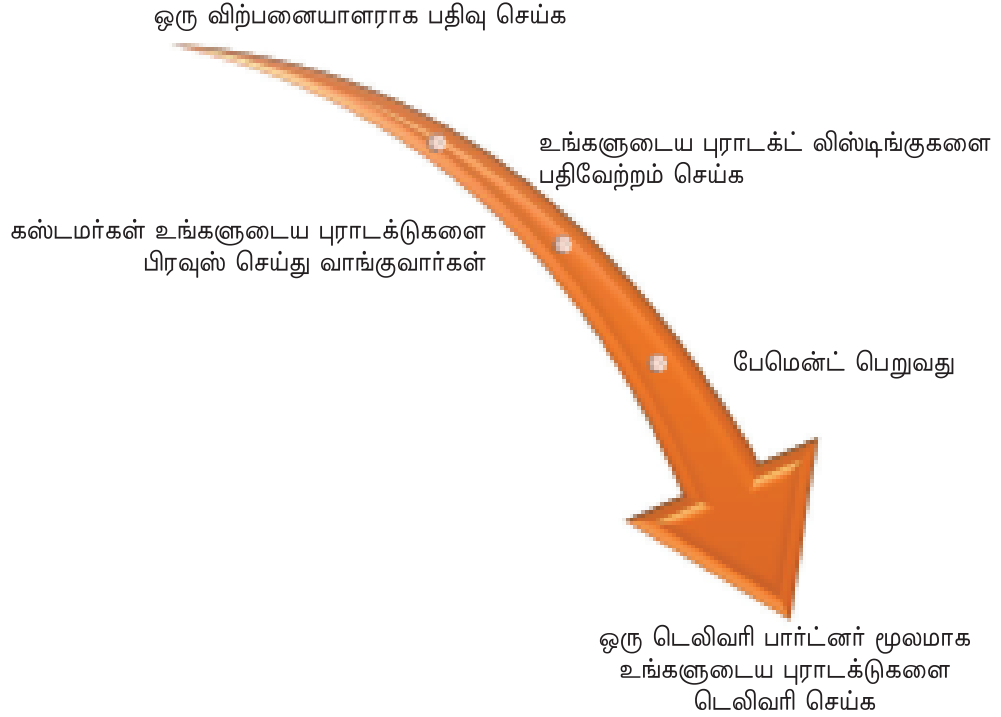 ஒரு விற்பனையாளராக பதிவு செய்க
உங்களுடைய புராடக்ட் லிஸ்டிங்குகளை
பதிவேற்றம் செய்க
கஸ்டமர்கள் உங்களுடைய புராடக்டுகளை
பிரவுஸ் செய்து வாங்குவார்கள்
பேமென்ட் பெறுவது
ஒரு டெலிவரி பார்ட்னர் மூலமாக
உங்களுடைய புராடக்டுகளை
டெலிவரி செய்க